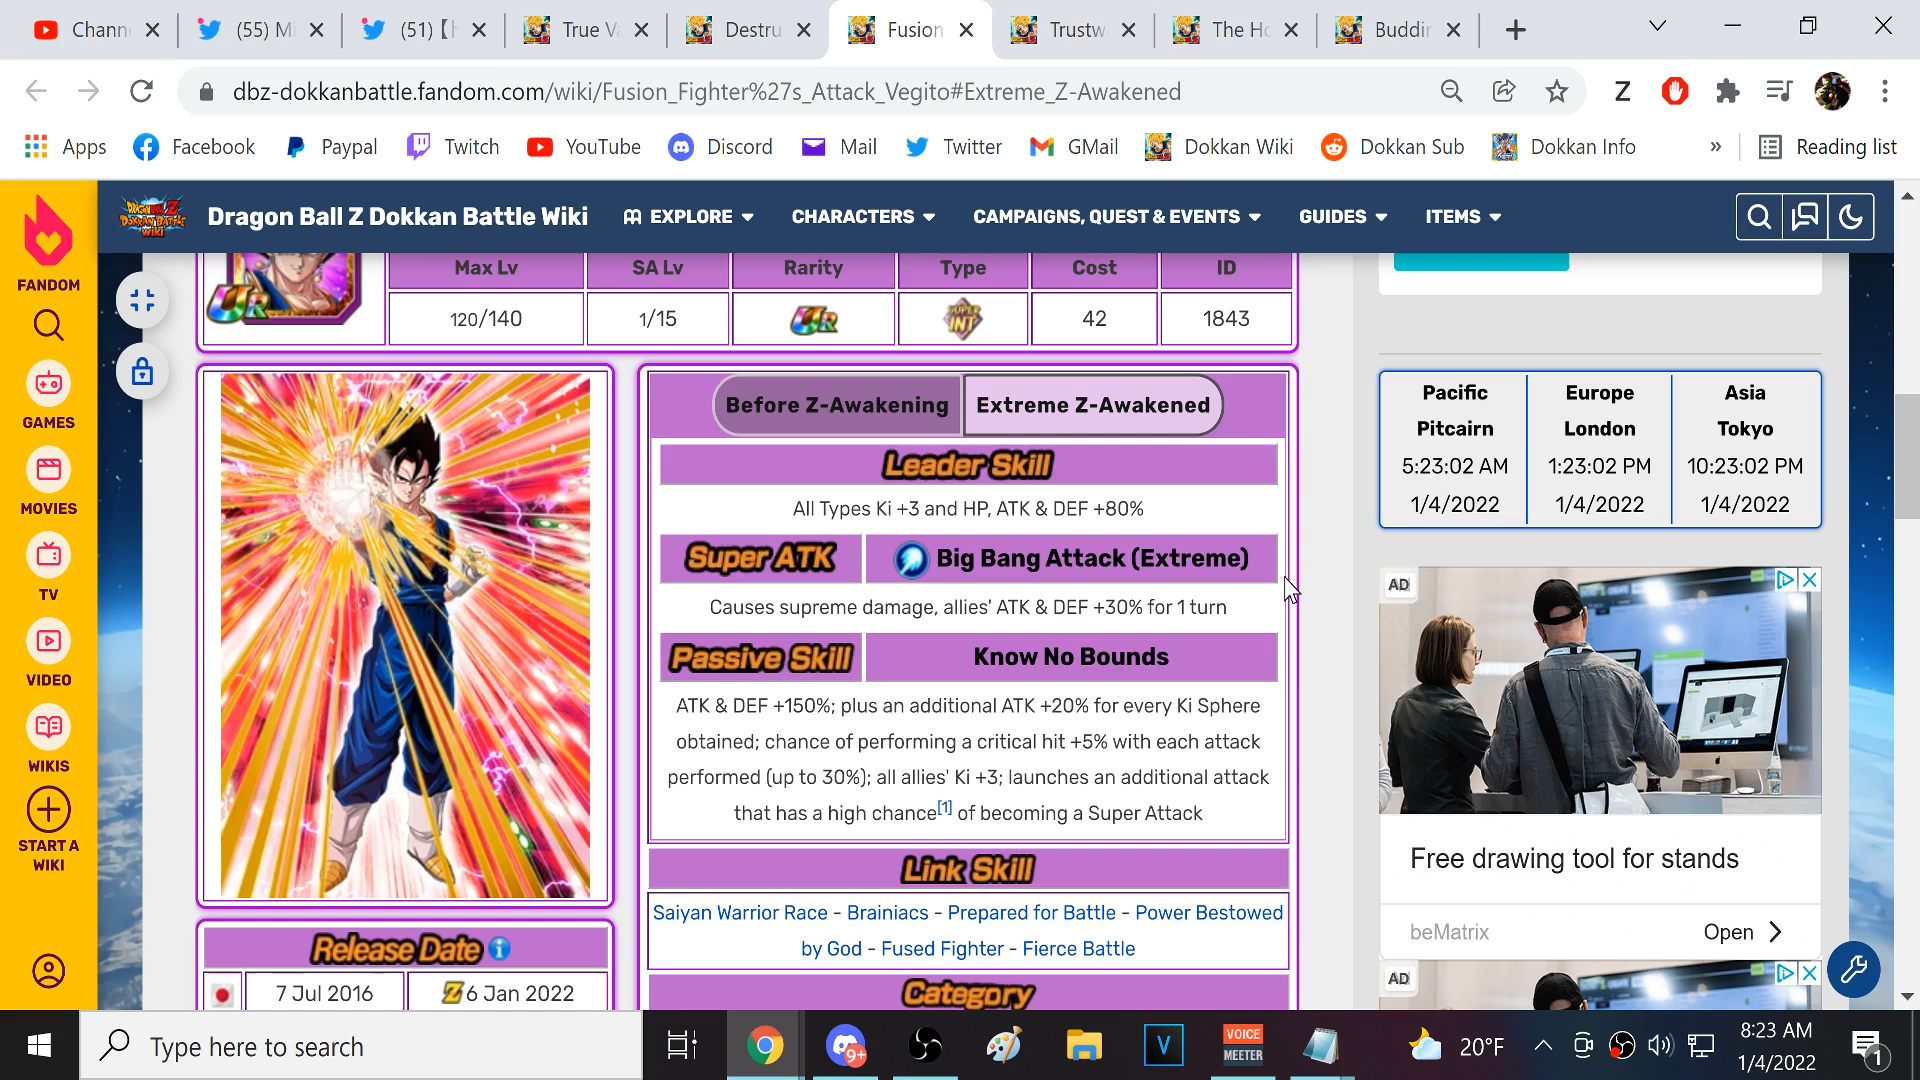 Chann
(55) Mi
(51)【h
True Va
Destru
Fusion
Trustw
The Ho
Buddin
dbz-dokkanbattle.fandom.com/wiki/Fusion_Fighter%27s_Attack_Vegito#Extreme_Z-Awakened
Apps
Facebook
Paypal
Twitch
YouTube
Discord
Mail
Twitter
GMail
Dokkan Wiki
Dokkan Sub
Dokkan Info
»
Reading list
FANDOM
GAMES
MOVIES
TV
VIDEO
WIKIS
START A
WIKI
Dragon Ball Z Dokkan Battle Wiki
EXPLORE
CHARACTERS
CAMPAIGNS, QUEST & EVENTS
GUIDES
ITEMS
Max Lv
SA Lv
Rarity
Type
Cost
ID
UR
120/140
1/15
UR
SUPER
INT
42
1843
Before Z-Awakening
Extreme Z-Awakened
Leader Skill
All Types Ki +3 and HP, ATK & DEF +80%
Super ATK
Big Bang Attack (Extreme)
Causes supreme damage, allies' ATK & DEF +30% for 1 turn
Passive Skill
Know No Bounds
ATK & DEF +150%; plus an additional ATK +20% for every Ki Sphere
obtained; chance of performing a critical hit +5% with each attack
performed (up to 30%); all allies' Ki +3; launches an additional attack
that has a high chance[1] of becoming a Super Attack
Link Skill
Saiyan Warrior Race - Brainiacs - Prepared for Battle - Power Bestowed
by God - Fused Fighter - Fierce Battle
Category
Release Date
7 Jul 2016
Z 6 Jan 2022
Pacific
Pitcairn
5:23:02 AM
1/4/2022
Europe
London
1:23:02 PM
1/4/2022
Asia
Tokyo
10:23:02 PM
1/4/2022
AD
Free drawing tool for stands
beMatrix
Open
AD
Type here to search
9+
V
VOICE
MEETER
20°F
8:23 AM
1/4/2022
1